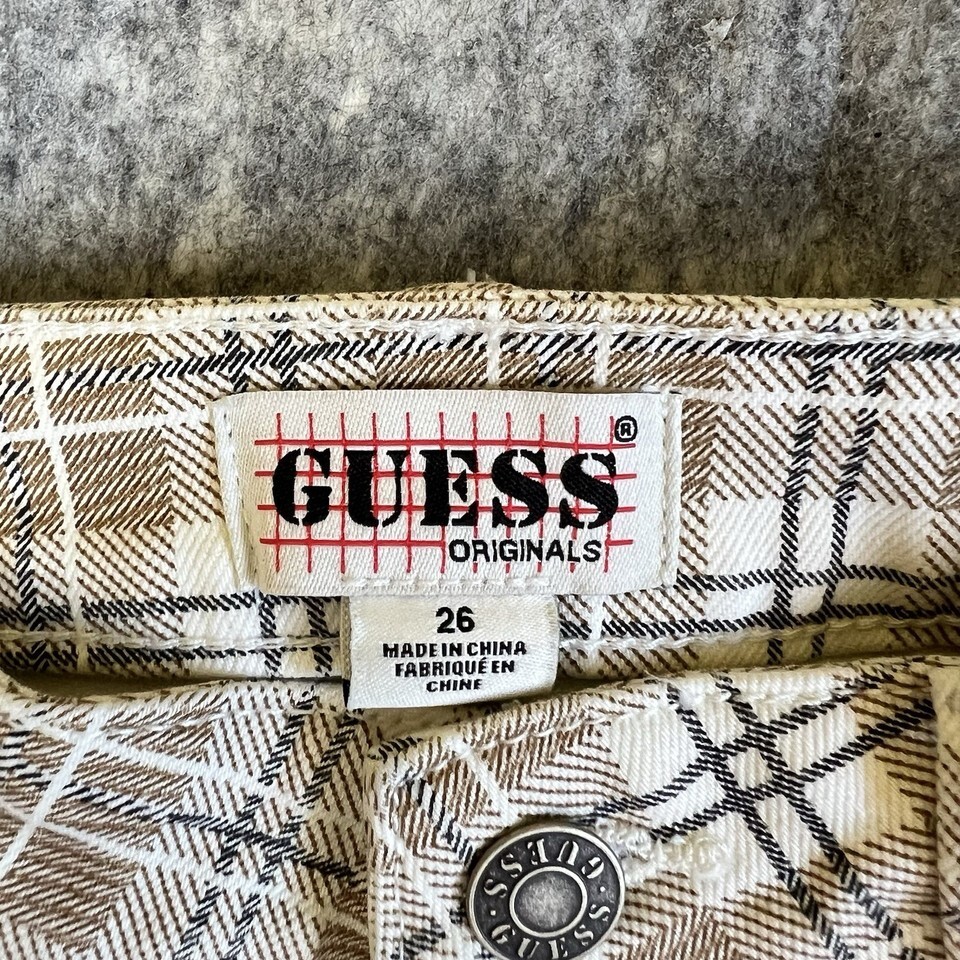 GUESS®
ORIGINALS
26
MADE IN CHINA
FABRIQUÉ EN
CHINE
GUESS · GUESS ·